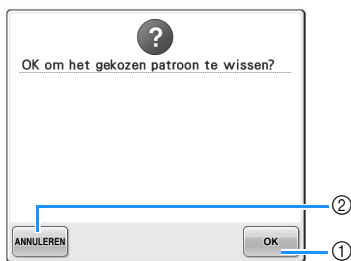 ?
OK om het gekozen patroon te wissen?
②
ANNULEREN
OK
①